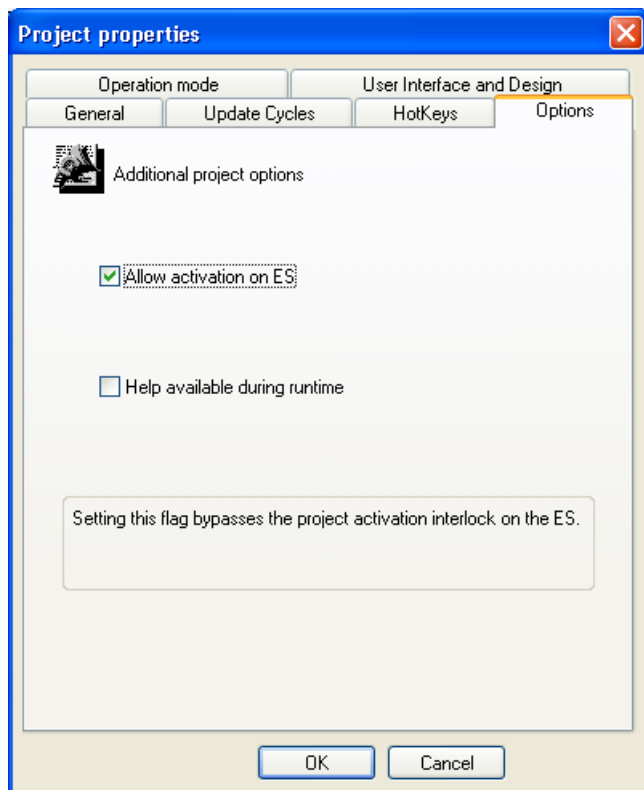 Project properties
Operation mode
User Interface and Design
General
Update Cycles
HotKeys
Options
Additional project options
Allow activation on ES
Help available during runtime
Setting this flag bypasses the project activation interlock on the ES.
OK
Cancel